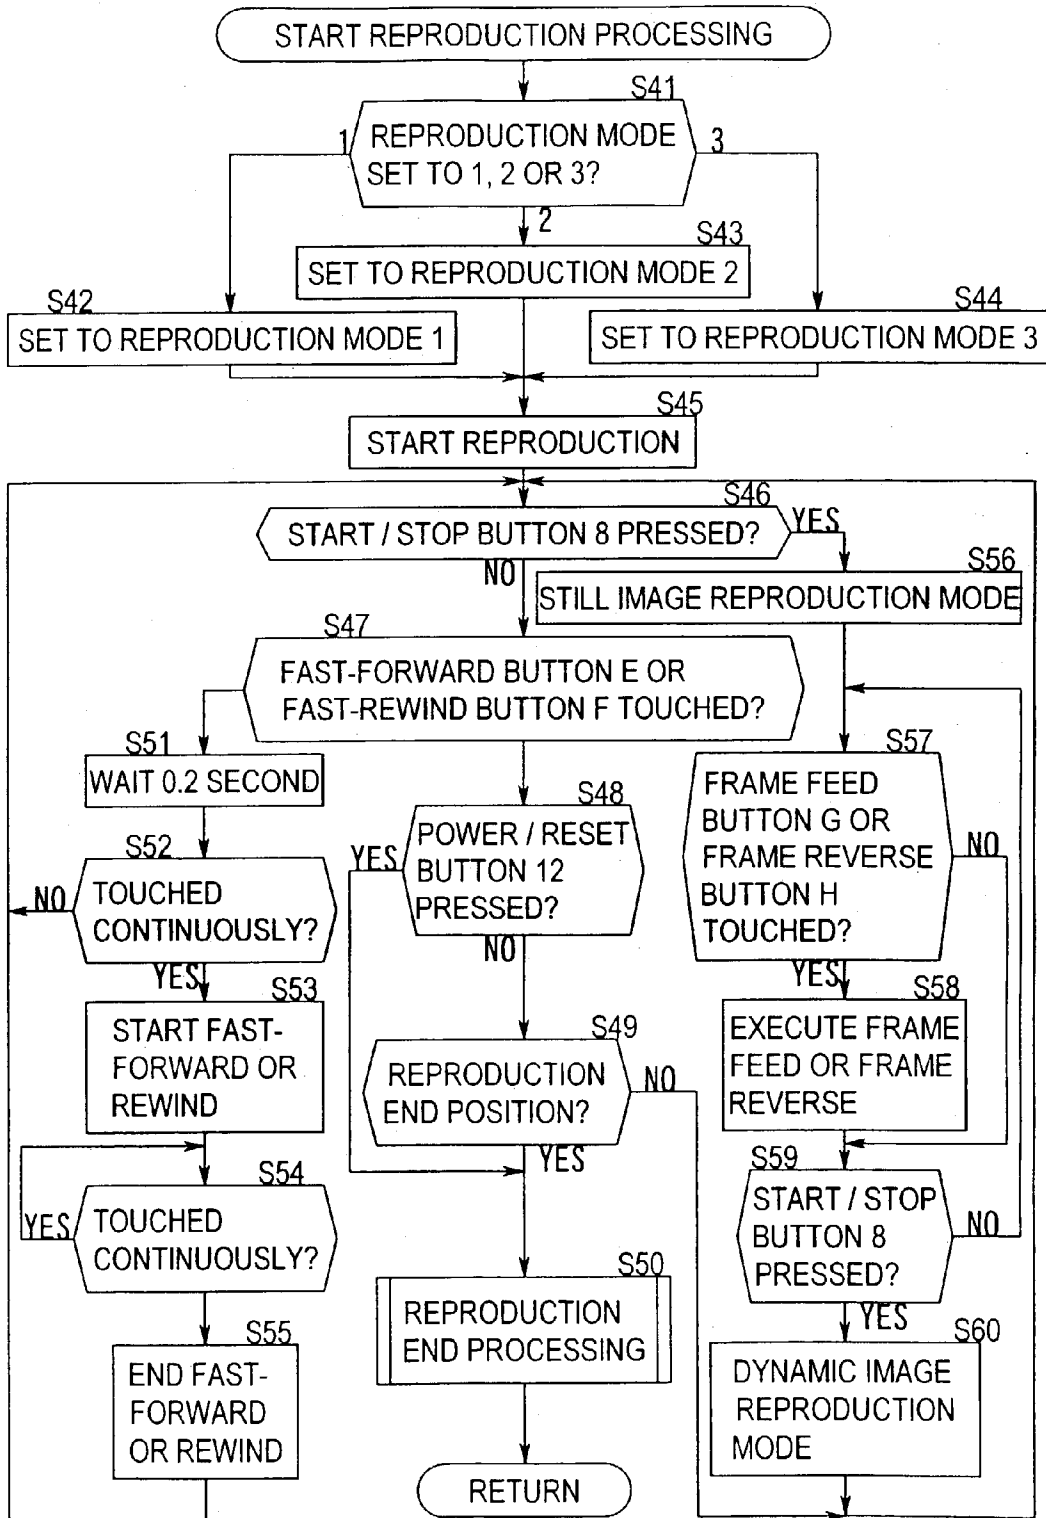 START REPRODUCTION PROCESSING
S41
REPRODUCTION MODE
SET TO 1, 2 OR 3?
1
3
2
S43
SET TO REPRODUCTION MODE 2
S42
SET TO REPRODUCTION MODE 1
S44
SET TO REPRODUCTION MODE 3
S45
START REPRODUCTION
S46
START / STOP BUTTON 8 PRESSED?
YES
NO
S56
STILL IMAGE REPRODUCTION MODE
S47
FAST-FORWARD BUTTON E OR
FAST-REWIND BUTTON F TOUCHED?
S51
WAIT 0.2 SECOND
S52
TOUCHED
CONTINUOUSLY?
NO
YES
S53
START FAST-
FORWARD OR
REWIND
S54
TOUCHED
CONTINUOUSLY?
YES
S55
END FAST-
FORWARD
OR REWIND
S48
POWER / RESET
BUTTON 12
PRESSED?
YES
NO
S49
REPRODUCTION
END POSITION?
NO
YES
S50
REPRODUCTION
END PROCESSING
RETURN
S57
FRAME FEED
BUTTON G OR
FRAME REVERSE
BUTTON H
TOUCHED?
NO
YES
S58
EXECUTE FRAME
FEED OR FRAME
REVERSE
S59
START / STOP
BUTTON 8
PRESSED?
NO
YES
S60
DYNAMIC IMAGE
REPRODUCTION
MODE